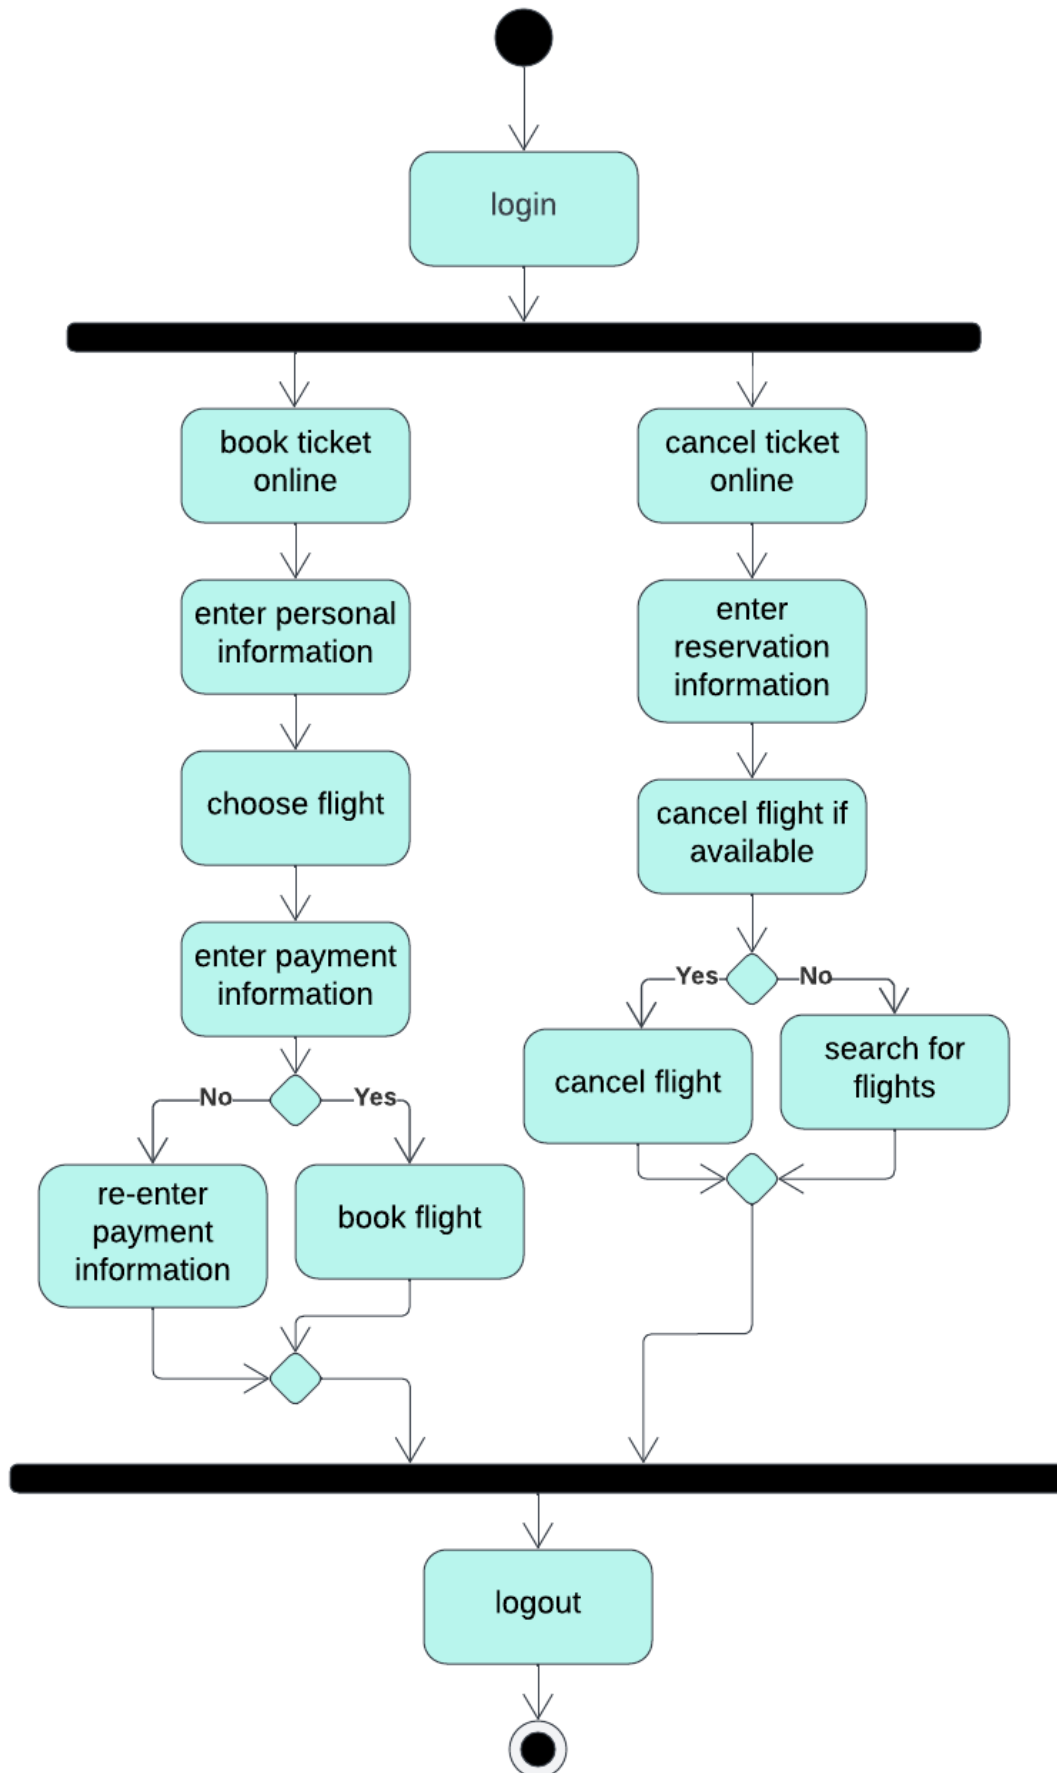 login
book ticket
online
enter personal
information
choose flight
enter payment
information
No
Yes
re-enter
payment
information
book flight
cancel ticket
online
enter
reservation
information
cancel flight if
available
Yes
No
cancel flight
search for
flights
logout